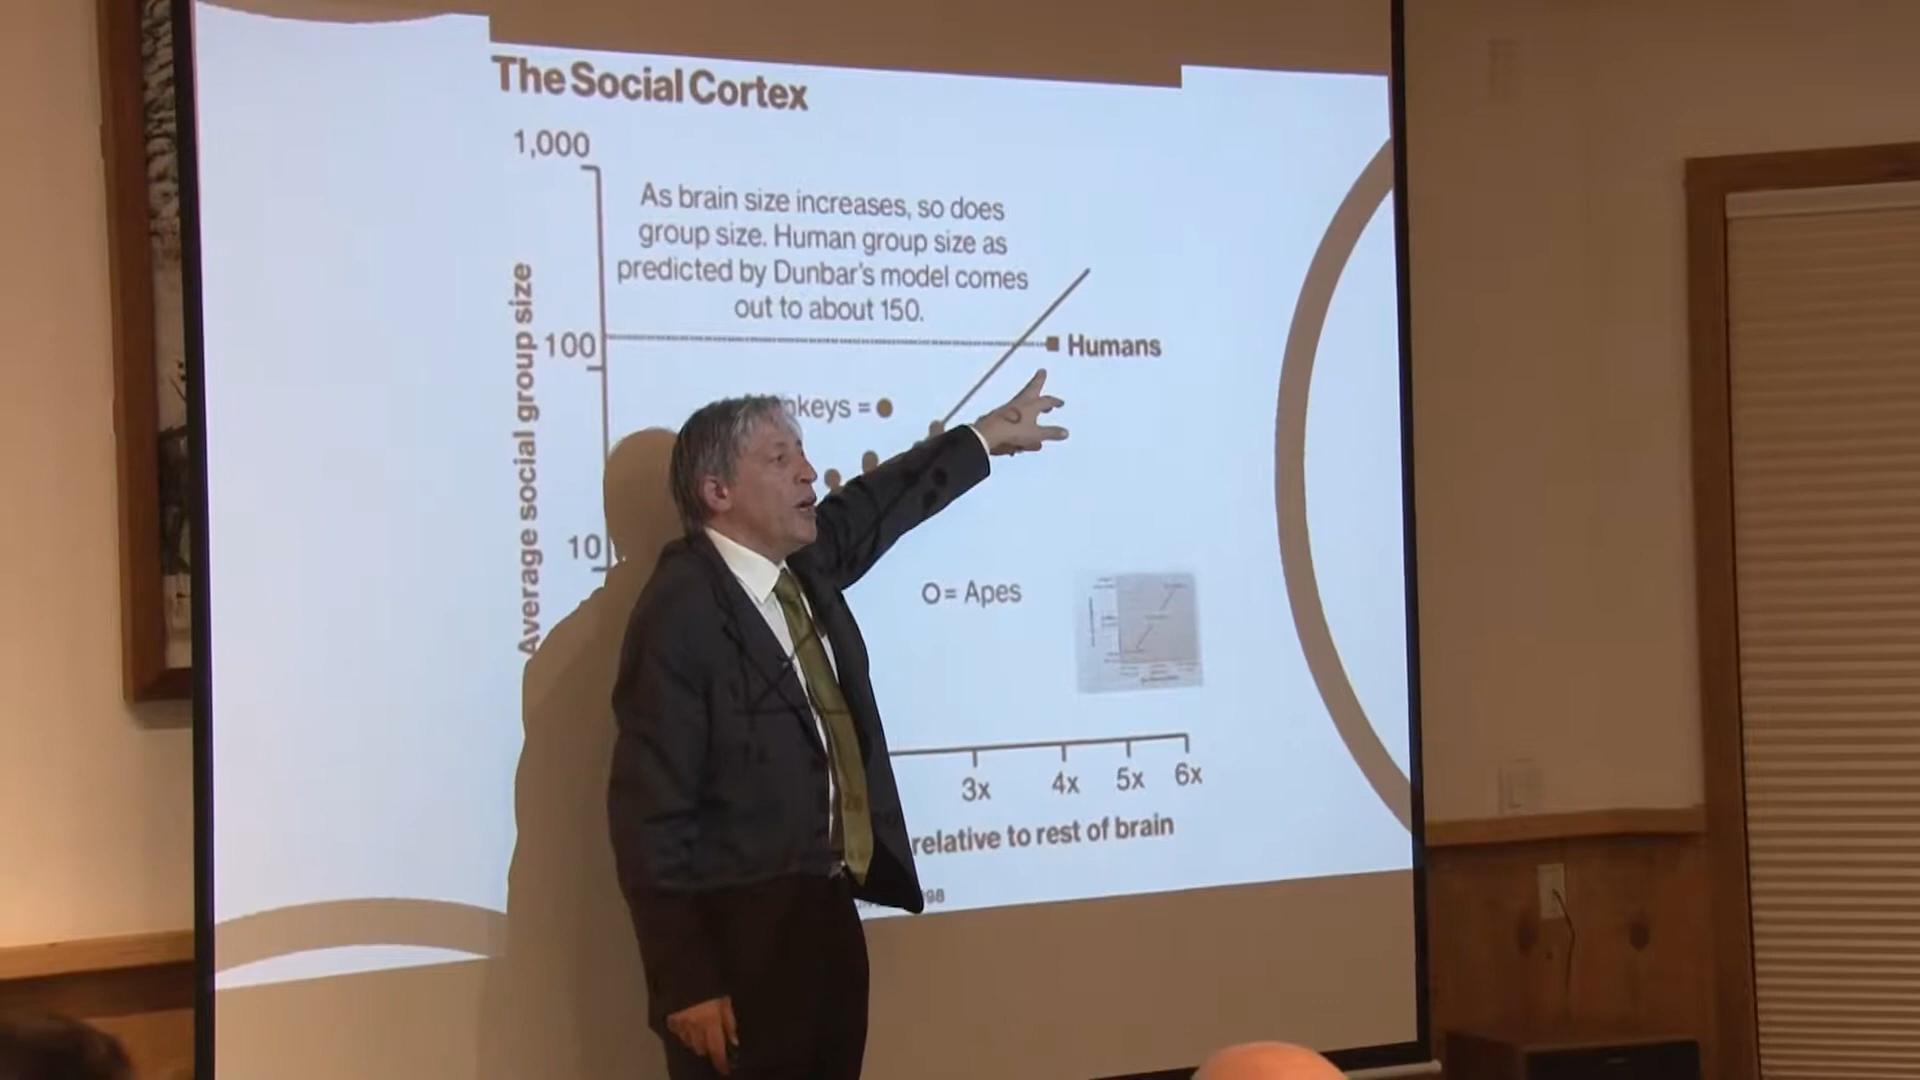 The Social Cortex
1,000
As brain size increases, so does
group size. Human group size as
predicted by Dunbar's model comes
out to about 150.
Average social group size
100
Humans
=
10
O= Apes
3x 4x 5x 6x
relative to rest of brain
98